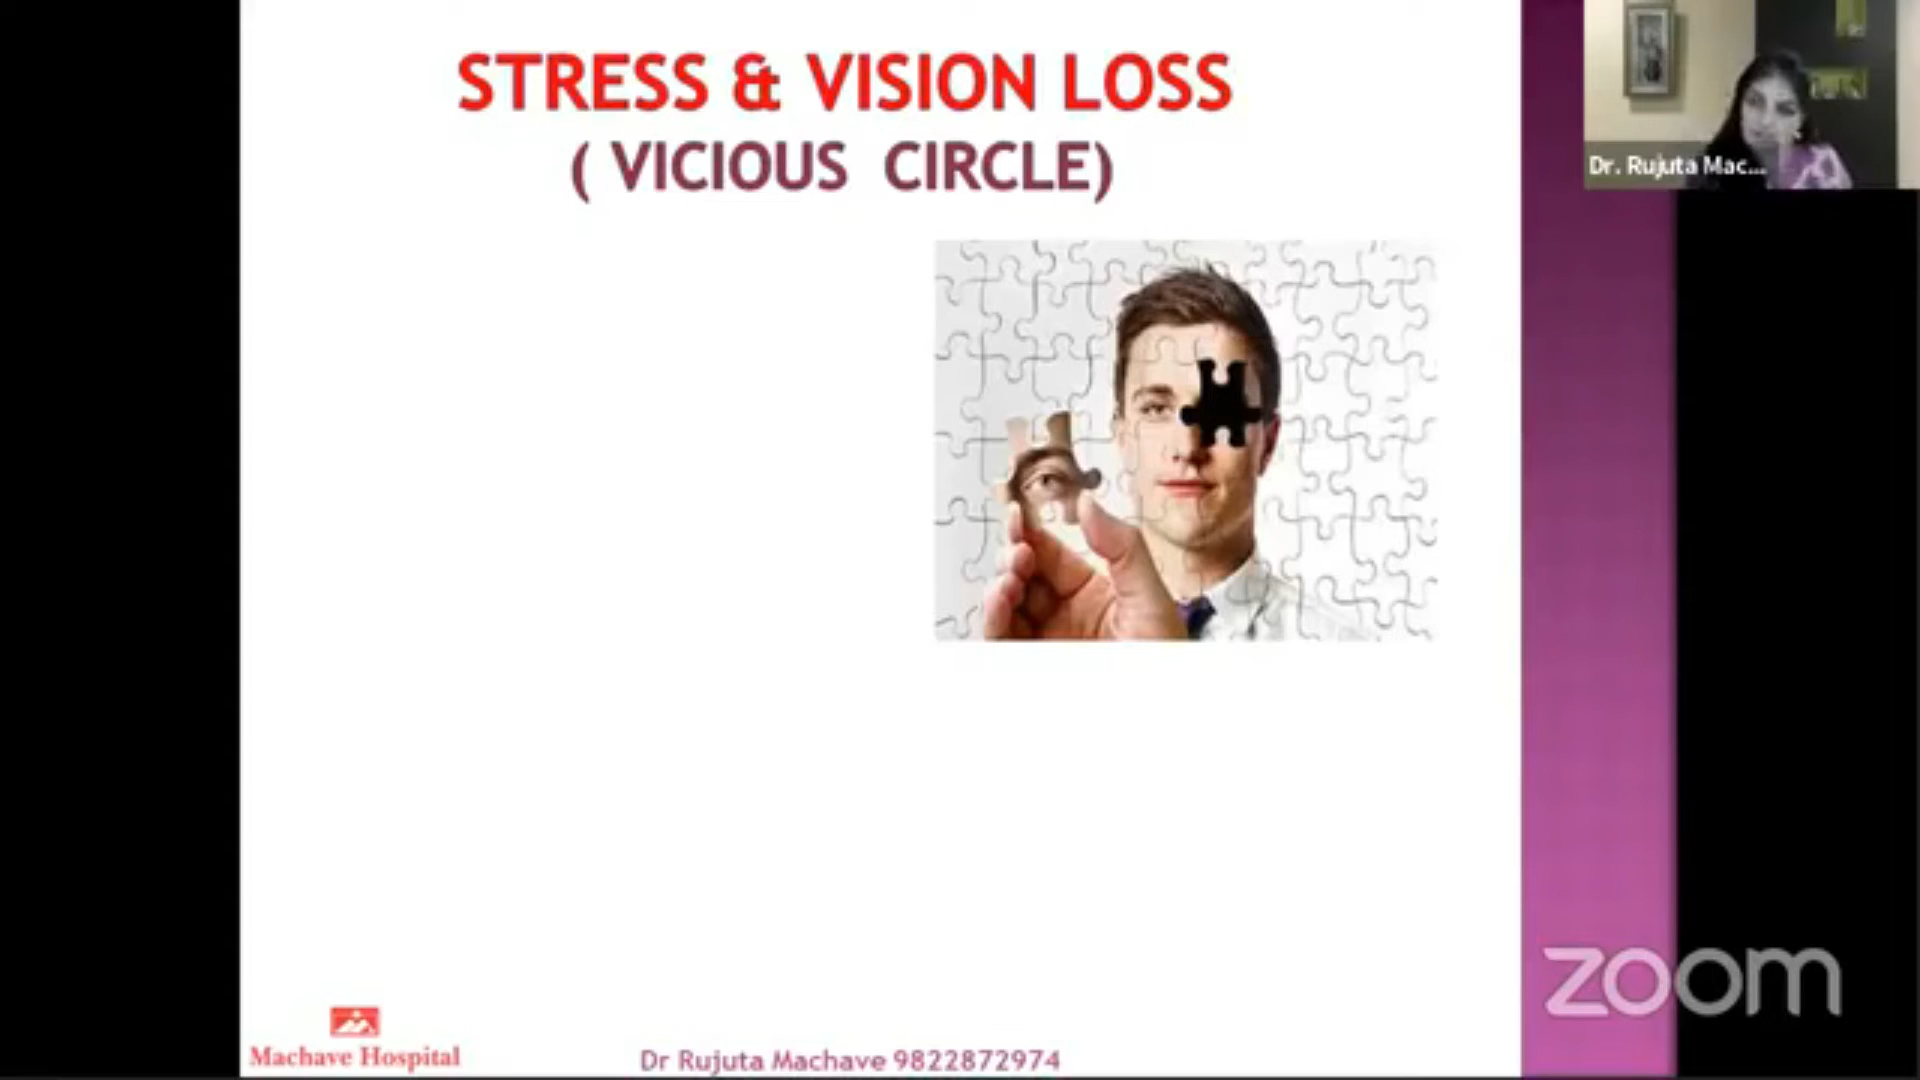 STRESS & VISION LOSS
( VICIOUS CIRCLE)
Dr. Rujuta Mac...
zoom
Machave Hospital
Dr Rujuta Machave 9822872974